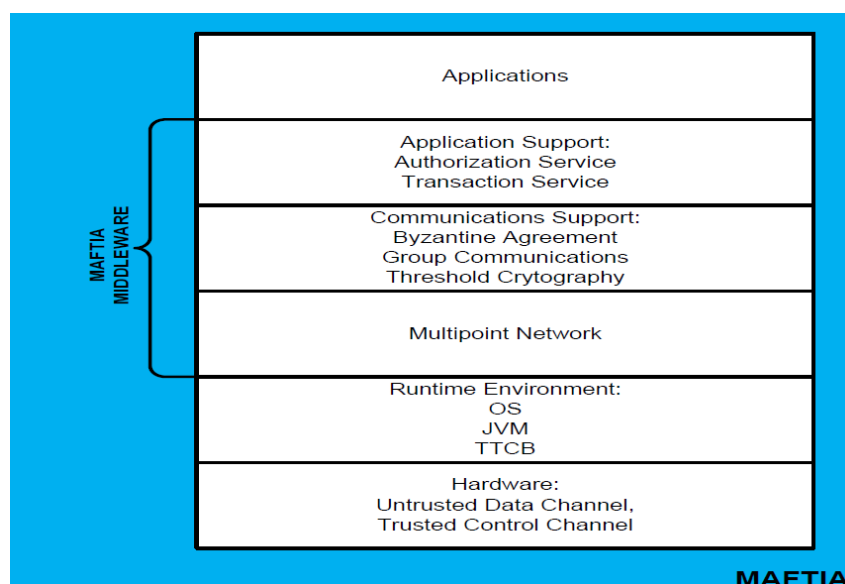 Applications
Application Support:
Authorization Service
Transaction Service
Communications Support:
Byzantine Agreement
Group Communications
Threshold Crytography
Multipoint Network
Runtime Environment:
OS
JVM
TTCB
Hardware:
Untrusted Data Channel,
Trusted Control Channel
MAFTIA
MIDDLEWARE
MAFTIA